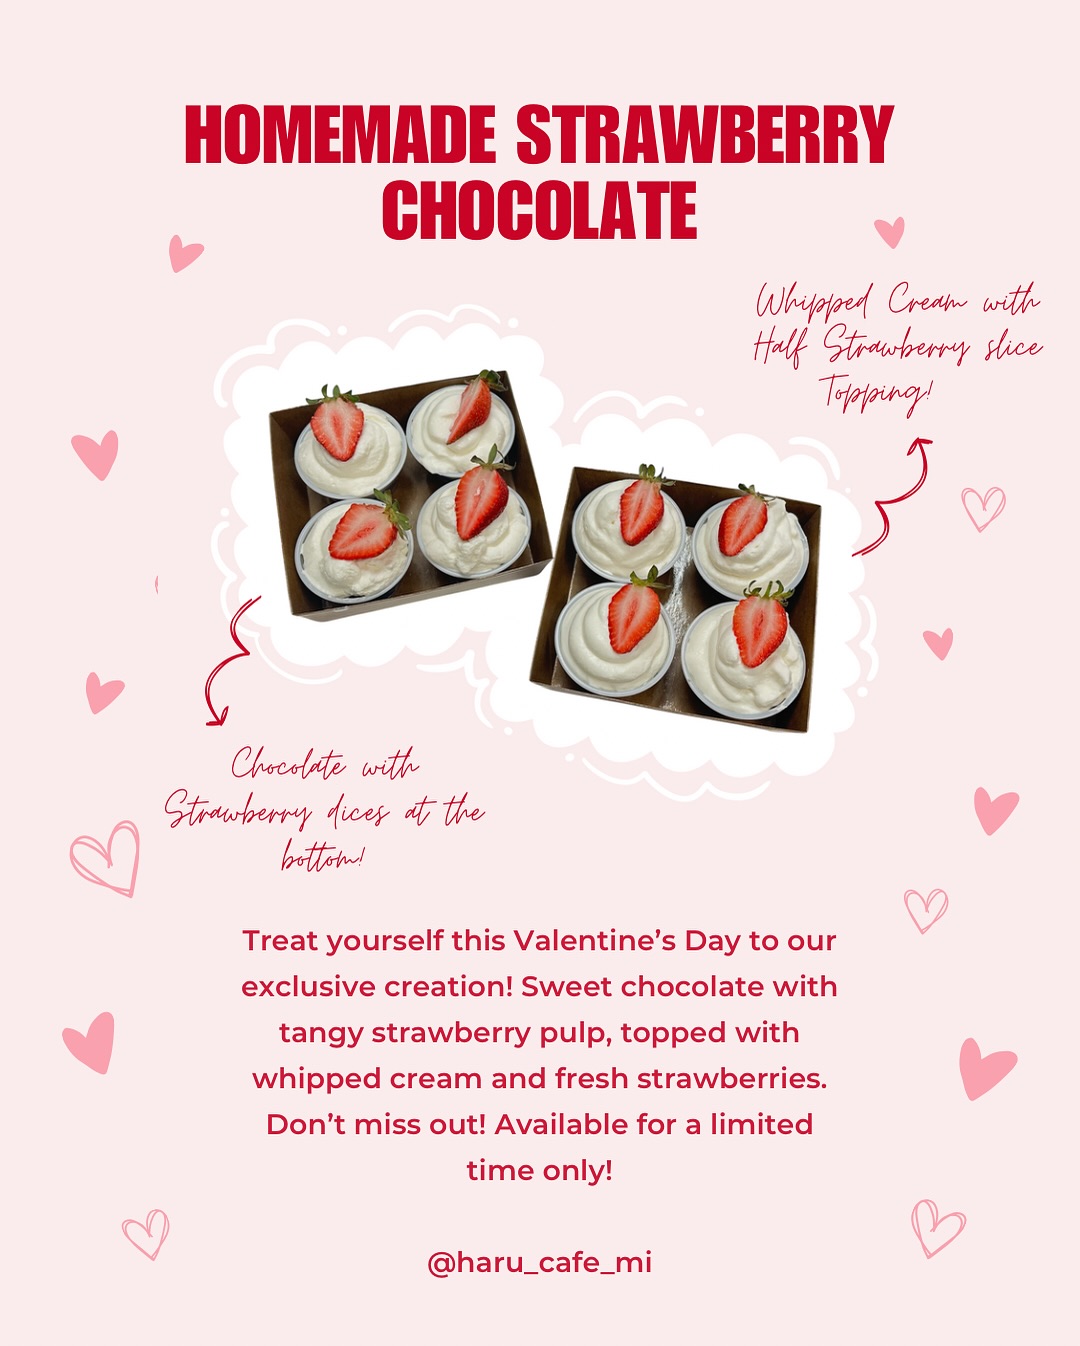 HOMEMADE STRAWBERRY
CHOCOLATE
Whipped Cream with
Half Strawberry slice
Topping!
Chocolate with
Strawberry dices at the
bottom!
Treat yourself this Valentine’s Day to our
exclusive creation! Sweet chocolate with
tangy strawberry pulp, topped with
whipped cream and fresh strawberries.
Don’t miss out! Available for a limited
time only!
@haru_cafe_mi